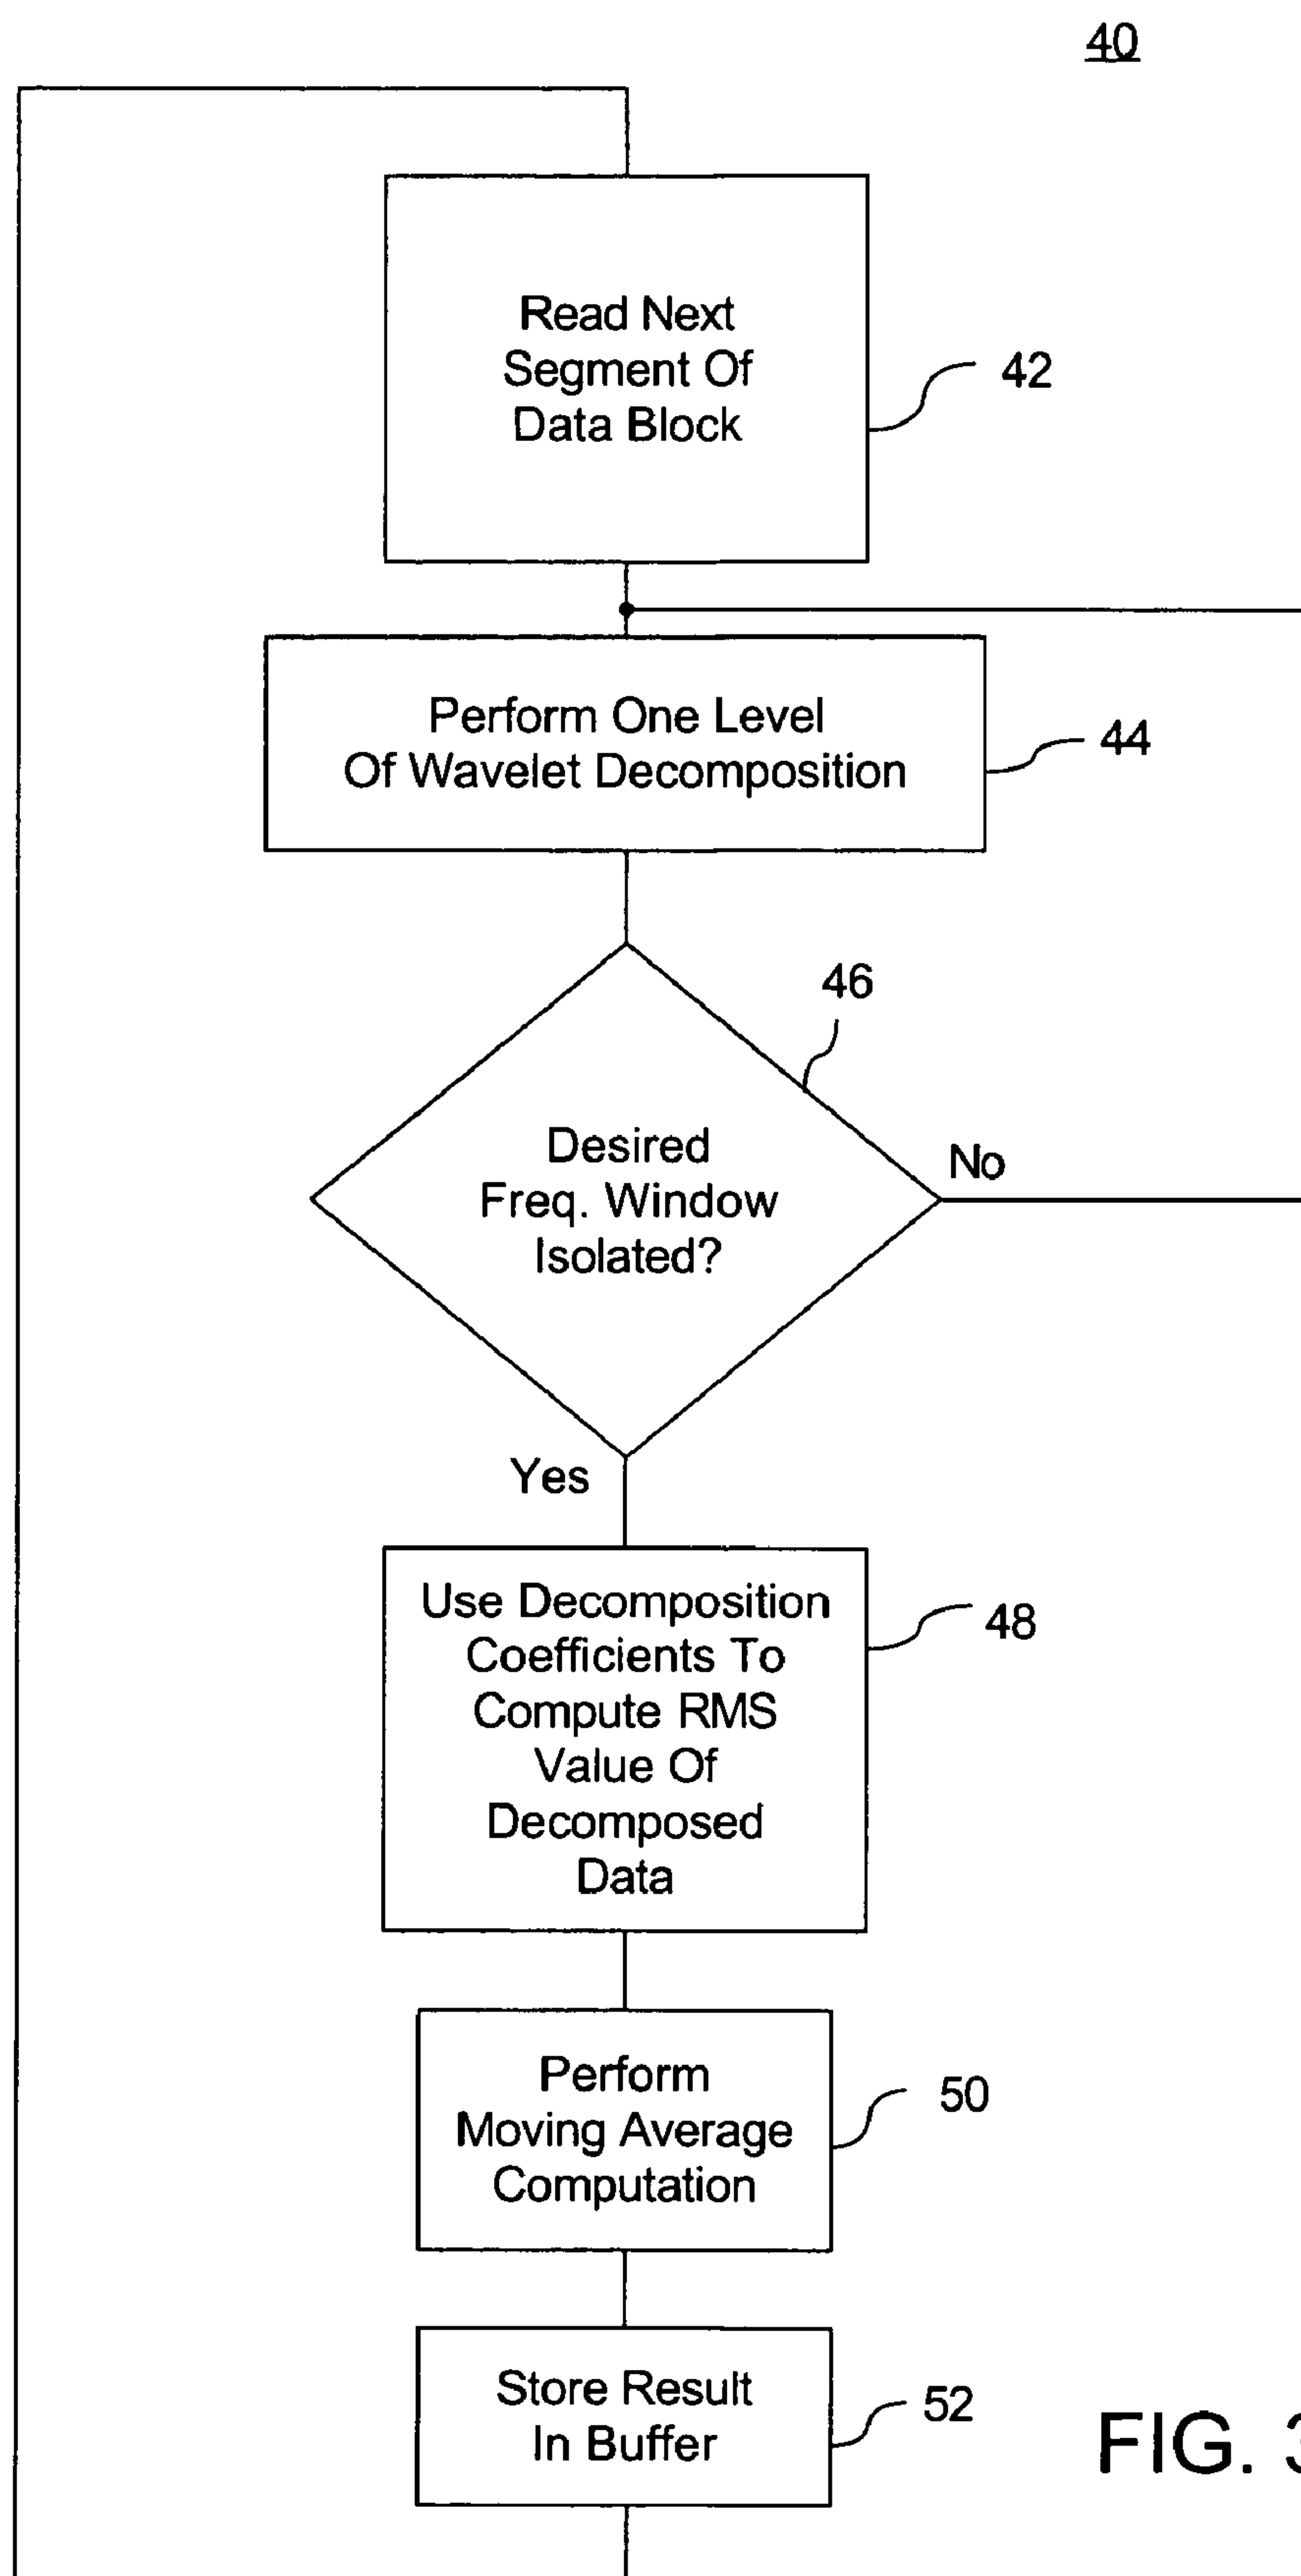 40
Read Next
Segment Of
Data Block
42
Perform One Level
Of Wavelet Decomposition
44
46
Desired
Freq. Window
Isolated?
No
Yes
Use Decomposition
Coefficients To
Compute RMS
Value Of
Decomposed
Data
48
Perform
Moving Average
Computation
50
Store Result
In Buffer
52
FIG. 3